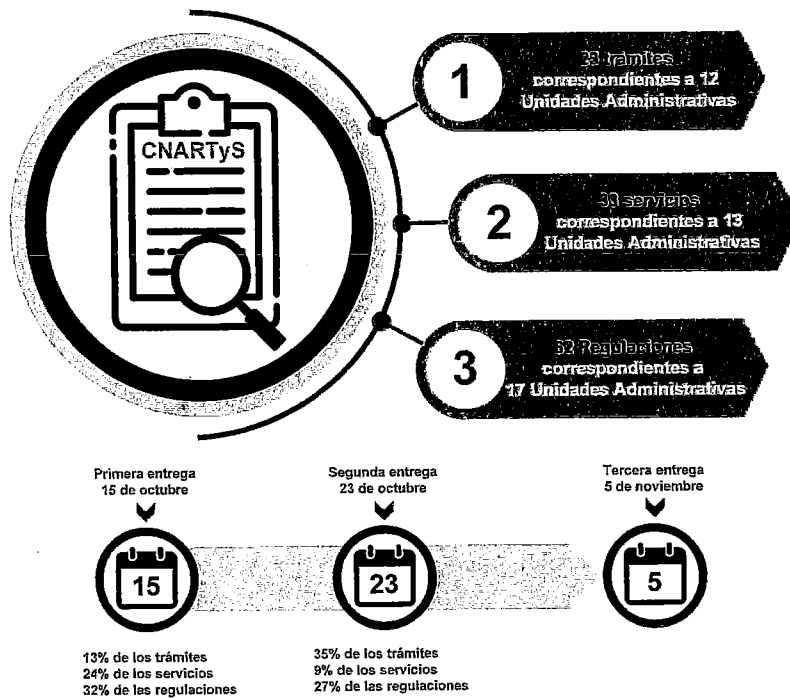 CNARTyS
1
trámites
correspondientes a 12
Unidades Administrativas
2
servicios
correspondientes a 13
Unidades Administrativas
3
Regulaciones
correspondientes a
17 Unidades Administrativas
Primera entrega
15 de octubre
Segunda entrega
23 de octubre
Tercera entrega
5 de noviembre
15
23
5
13% de los trámites
24% de los servicios
32% de las regulaciones
35% de los trámites
9% de los servicios
27% de las regulaciones